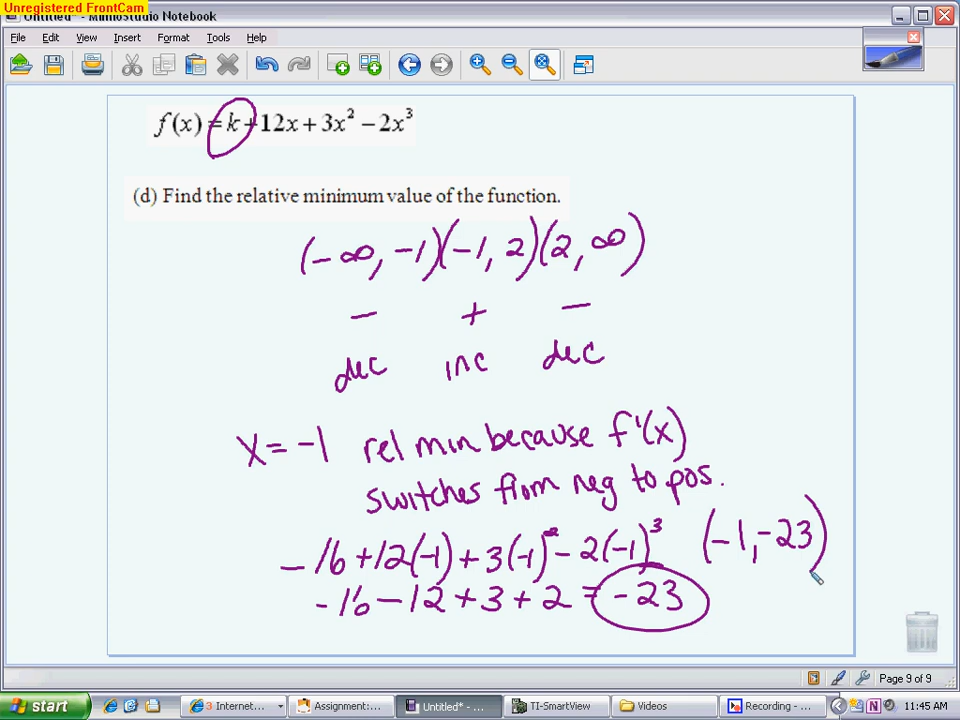 Unregistered FrontCam
Untitled* - MimioStudio Notebook
File Edit View Insert Format Tools Help
f(x) = k + 12x + 3x² − 2x³
(d) Find the relative minimum value of the function.
(-∞, -1)(-1, 2)(2, ∞)
− + −
dec inc dec
x = -1 rel min because f'(x)
switches from neg to pos.
-16 + 12(-1) + 3(-1)² - 2(-1)³ (-1, -23)
-16 - 12 + 3 + 2 = -23
Page 9 of 9
start 3 Internet... Assignment:... Untitled* - ... TI-SmartView Videos Recording - ... 11:45 AM